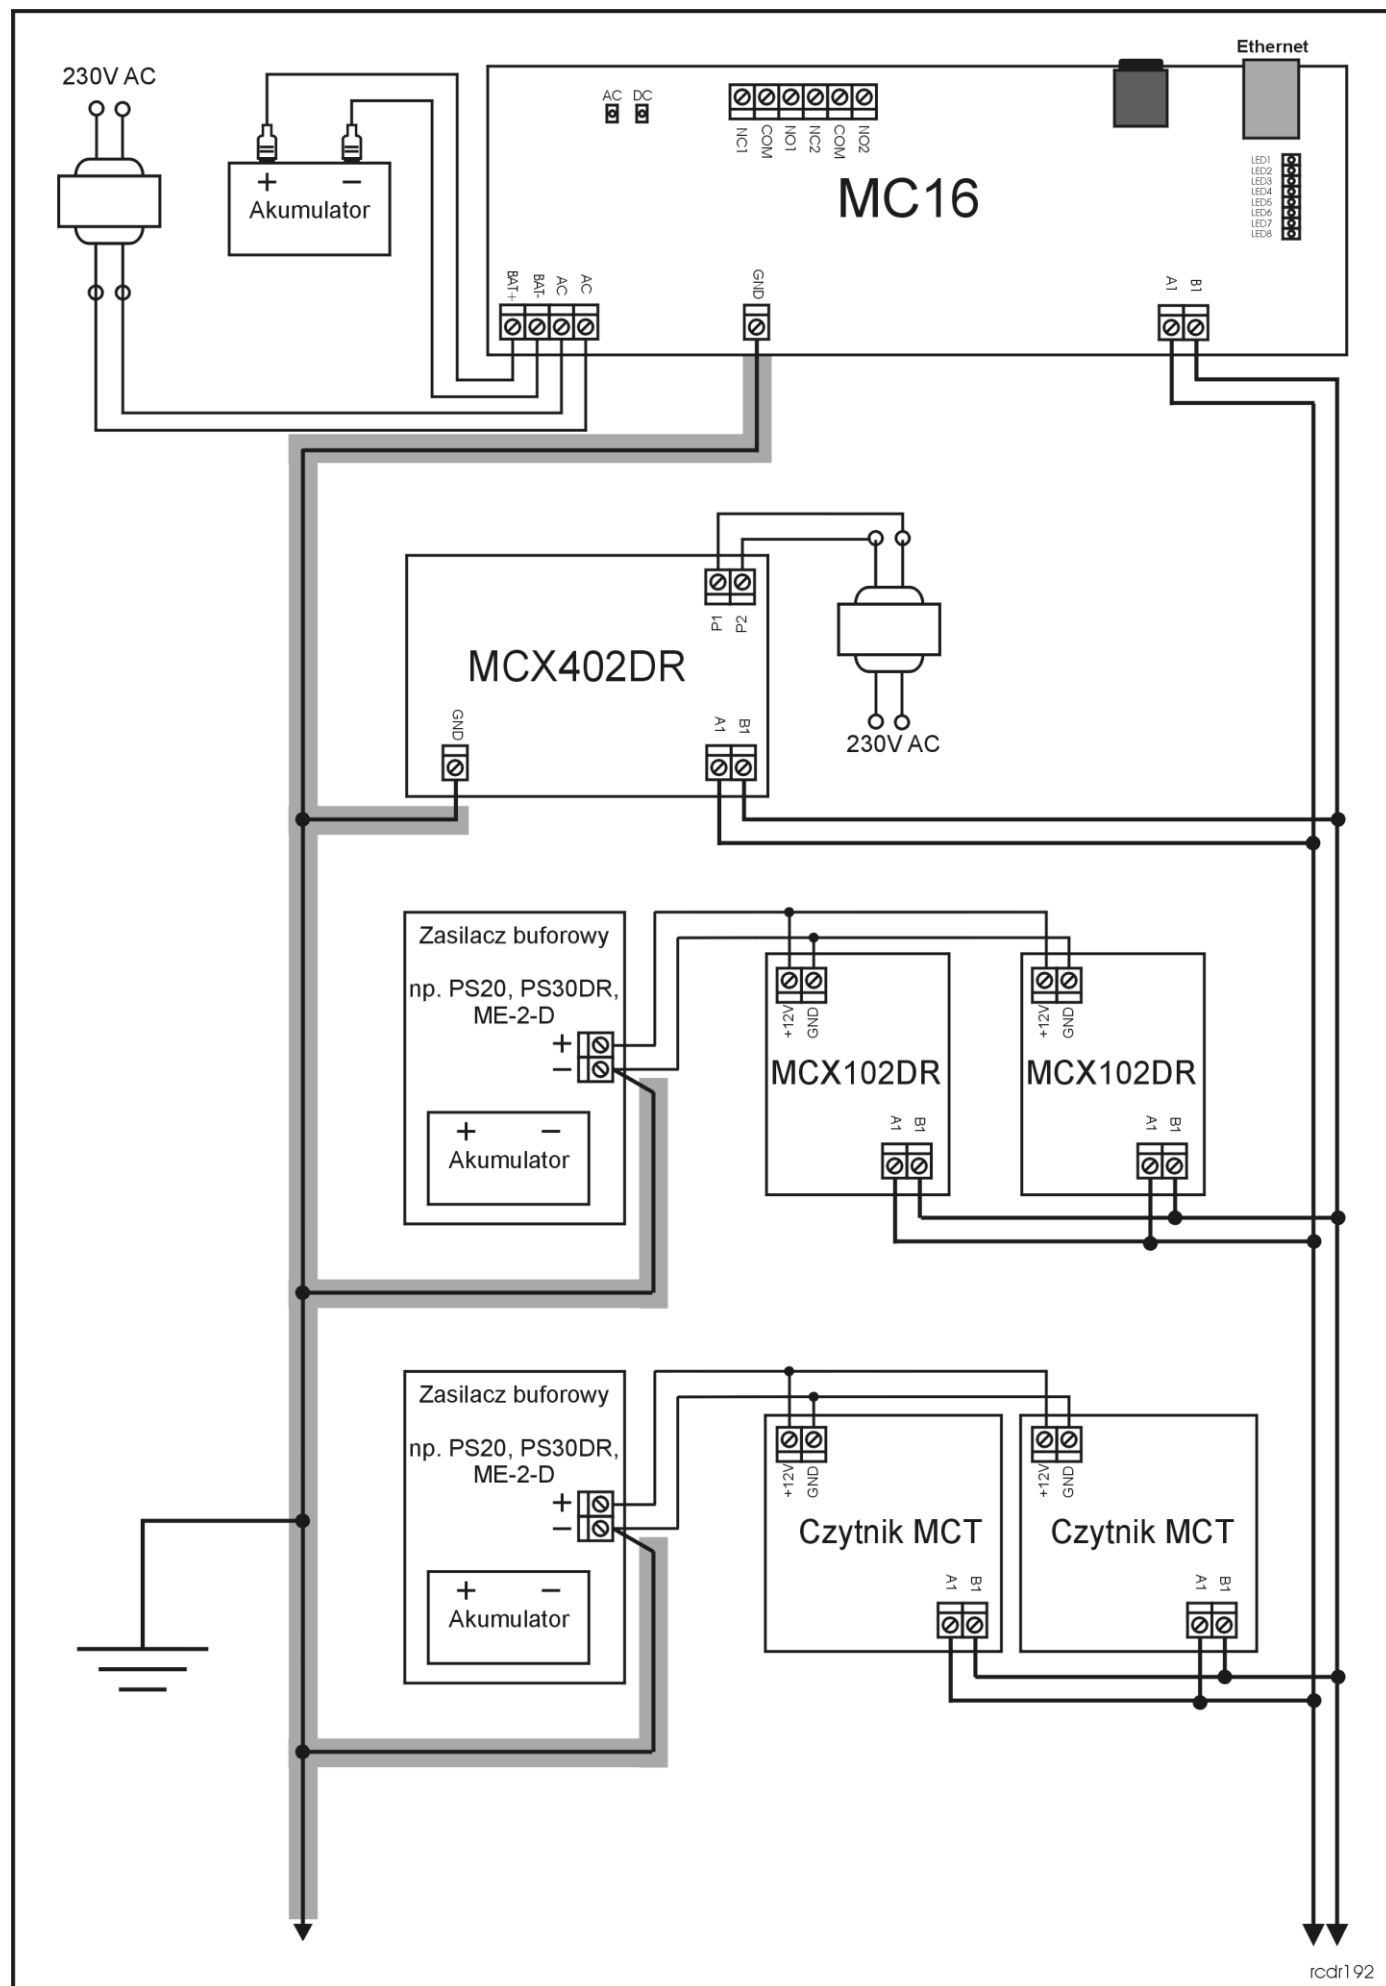 Ethernet
230V AC
AC DC
NC1 COM NO1 NC2 COM NO2
LED1
LED2
LED3
LED4
LED5
LED6
LED7
LED8
MC16
+ −
Akumulator
BAT+ BAT- AC AC
GND
A1 B1
P1 P2
MCX402DR
GND
A1 B1
230V AC
Zasilacz buforowy
np. PS20, PS30DR,
ME-2-D
+
−
+ −
Akumulator
+12V GND
MCX102DR
A1 B1
+12V GND
MCX102DR
A1 B1
Zasilacz buforowy
np. PS20, PS30DR,
ME-2-D
+
−
+ −
Akumulator
+12V GND
Czytnik MCT
A1 B1
+12V GND
Czytnik MCT
A1 B1
rcdr192